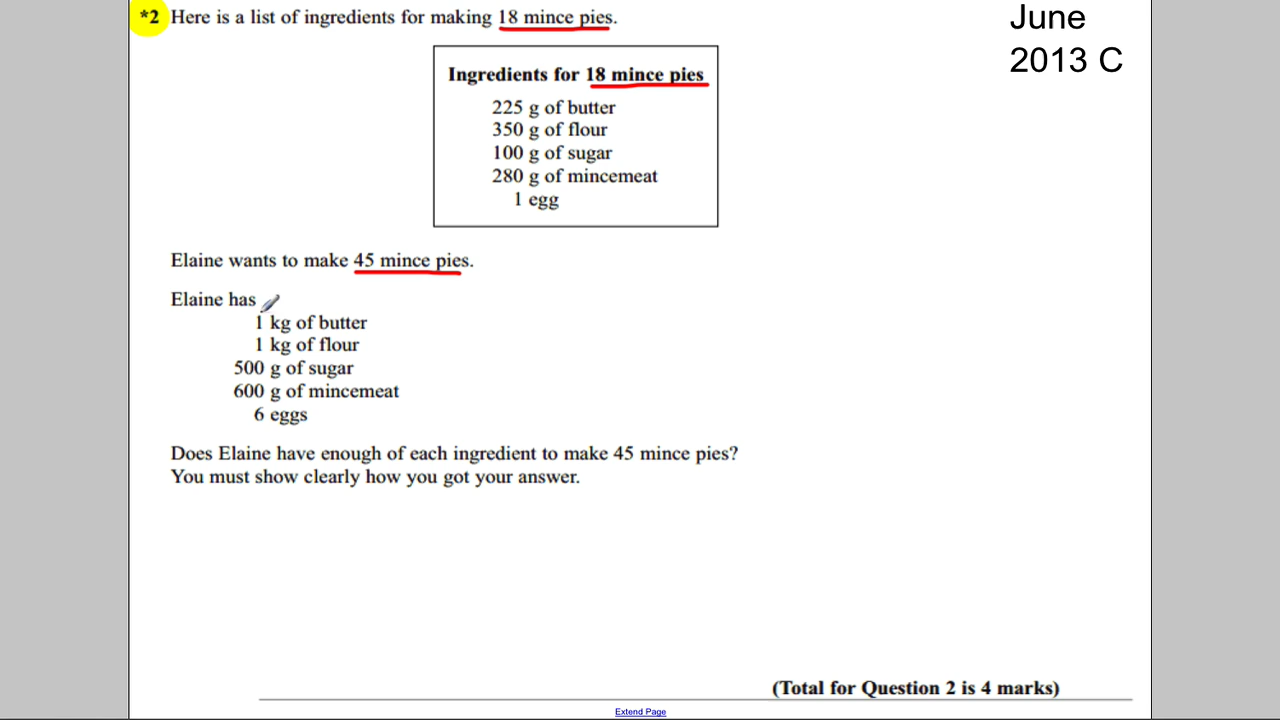 *2 Here is a list of ingredients for making 18 mince pies.
June
2013 C
Ingredients for 18 mince pies
225 g of butter
350 g of flour
100 g of sugar
280 g of mincemeat
1 egg
Elaine wants to make 45 mince pies.
Elaine has
1 kg of butter
1 kg of flour
500 g of sugar
600 g of mincemeat
6 eggs
Does Elaine have enough of each ingredient to make 45 mince pies?
You must show clearly how you got your answer.
(Total for Question 2 is 4 marks)
Extend Page